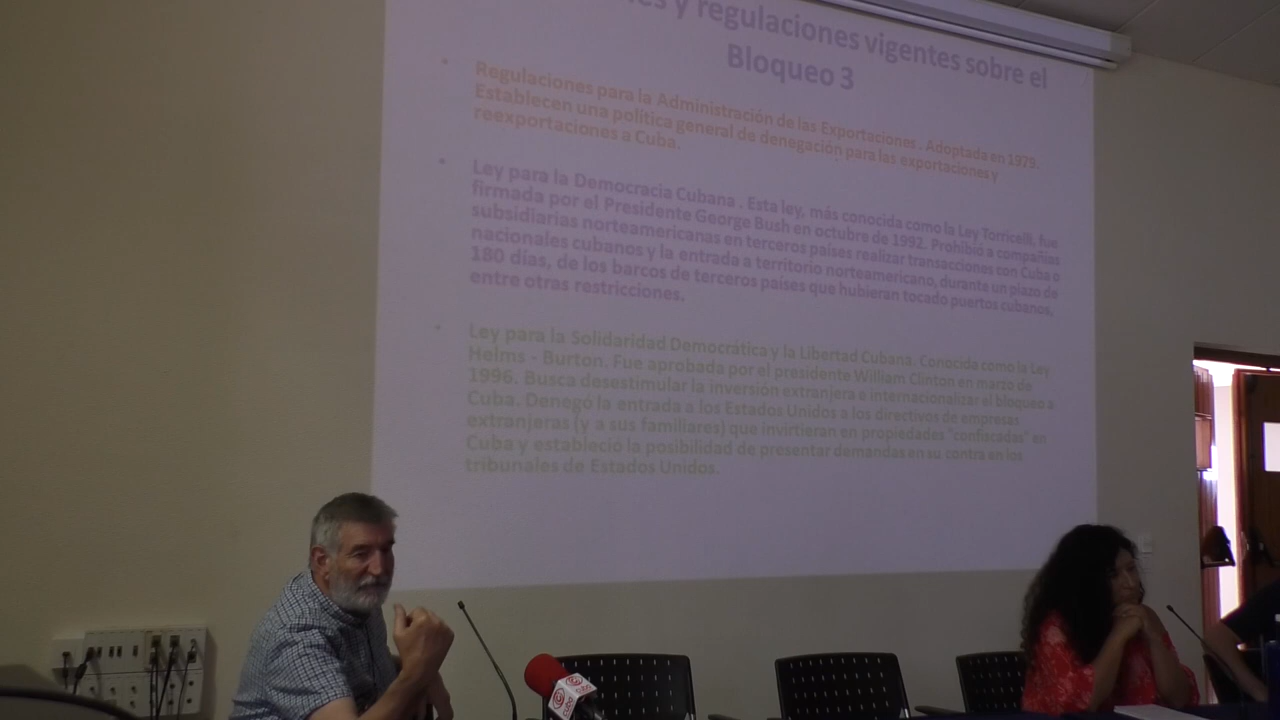 y regulaciones vigentes sobre el
Bloqueo 3
• Regulaciones para la Administración de las Exportaciones . Adoptada en 1979.
Establecen una política general de denegación para las exportaciones y
reexportaciones a Cuba.
• Ley para la Democracia Cubana . Esta ley, más conocida como la Ley Torricelli, fue
firmada por el Presidente George Bush en octubre de 1992. Prohibió a compañías
subsidiarias norteamericanas en terceros países realizar transacciones con Cuba o
nacionales cubanos y la entrada a territorio norteamericano, durante un plazo de
180 días, de los barcos de terceros países que hubieran tocado puertos cubanos,
entre otras restricciones.
• Ley para la Solidaridad Democrática y la Libertad Cubana. Conocida como la Ley
Helms - Burton. Fue aprobada por el presidente William Clinton en marzo de
1996. Busca desestimular la inversión extranjera e internacionalizar el bloqueo a
Cuba. Denegó la entrada a los Estados Unidos a los directivos de empresas
extranjeras (y a sus familiares) que invirtieran en propiedades "confiscadas" en
Cuba y estableció la posibilidad de presentar demandas en su contra en los
tribunales de Estados Unidos.